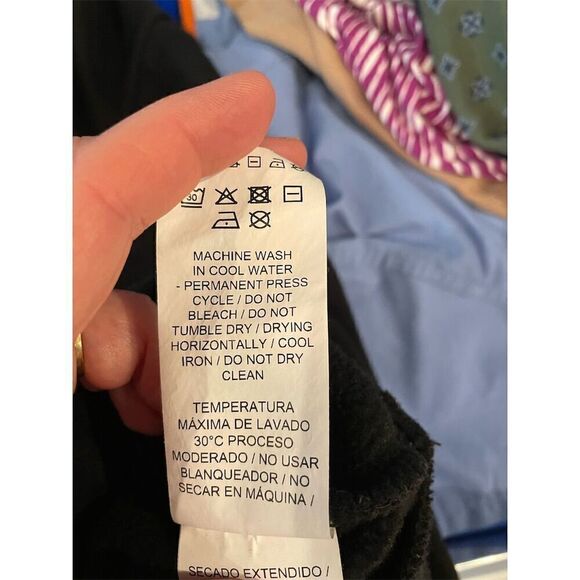 30
MACHINE WASH
IN COOL WATER
- PERMANENT PRESS
CYCLE / DO NOT
BLEACH / DO NOT
TUMBLE DRY / DRYING
HORIZONTALLY / COOL
IRON / DO NOT DRY
CLEAN
TEMPERATURA
MÁXIMA DE LAVADO
30°C PROCESO
MODERADO / NO USAR
BLANQUEADOR / NO
SECAR EN MÁQUINA /
SECADO EXTENDIDO /